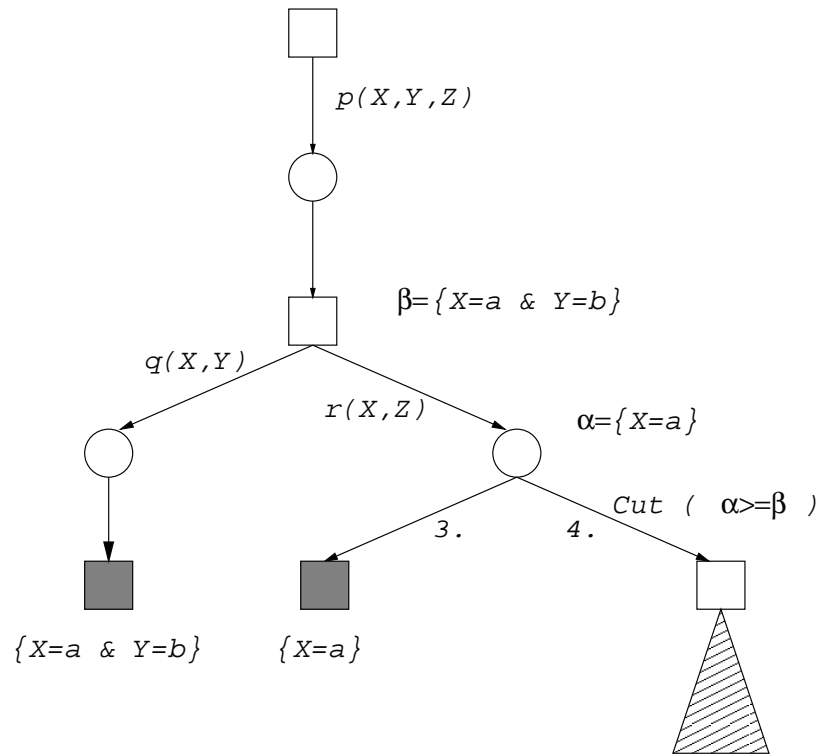 p(X,Y,Z)
β={X=a & Y=b}
q(X,Y)
r(X,Z)
α={X=a}
Cut ( α>=β )
3.
4.
{X=a & Y=b}
{X=a}